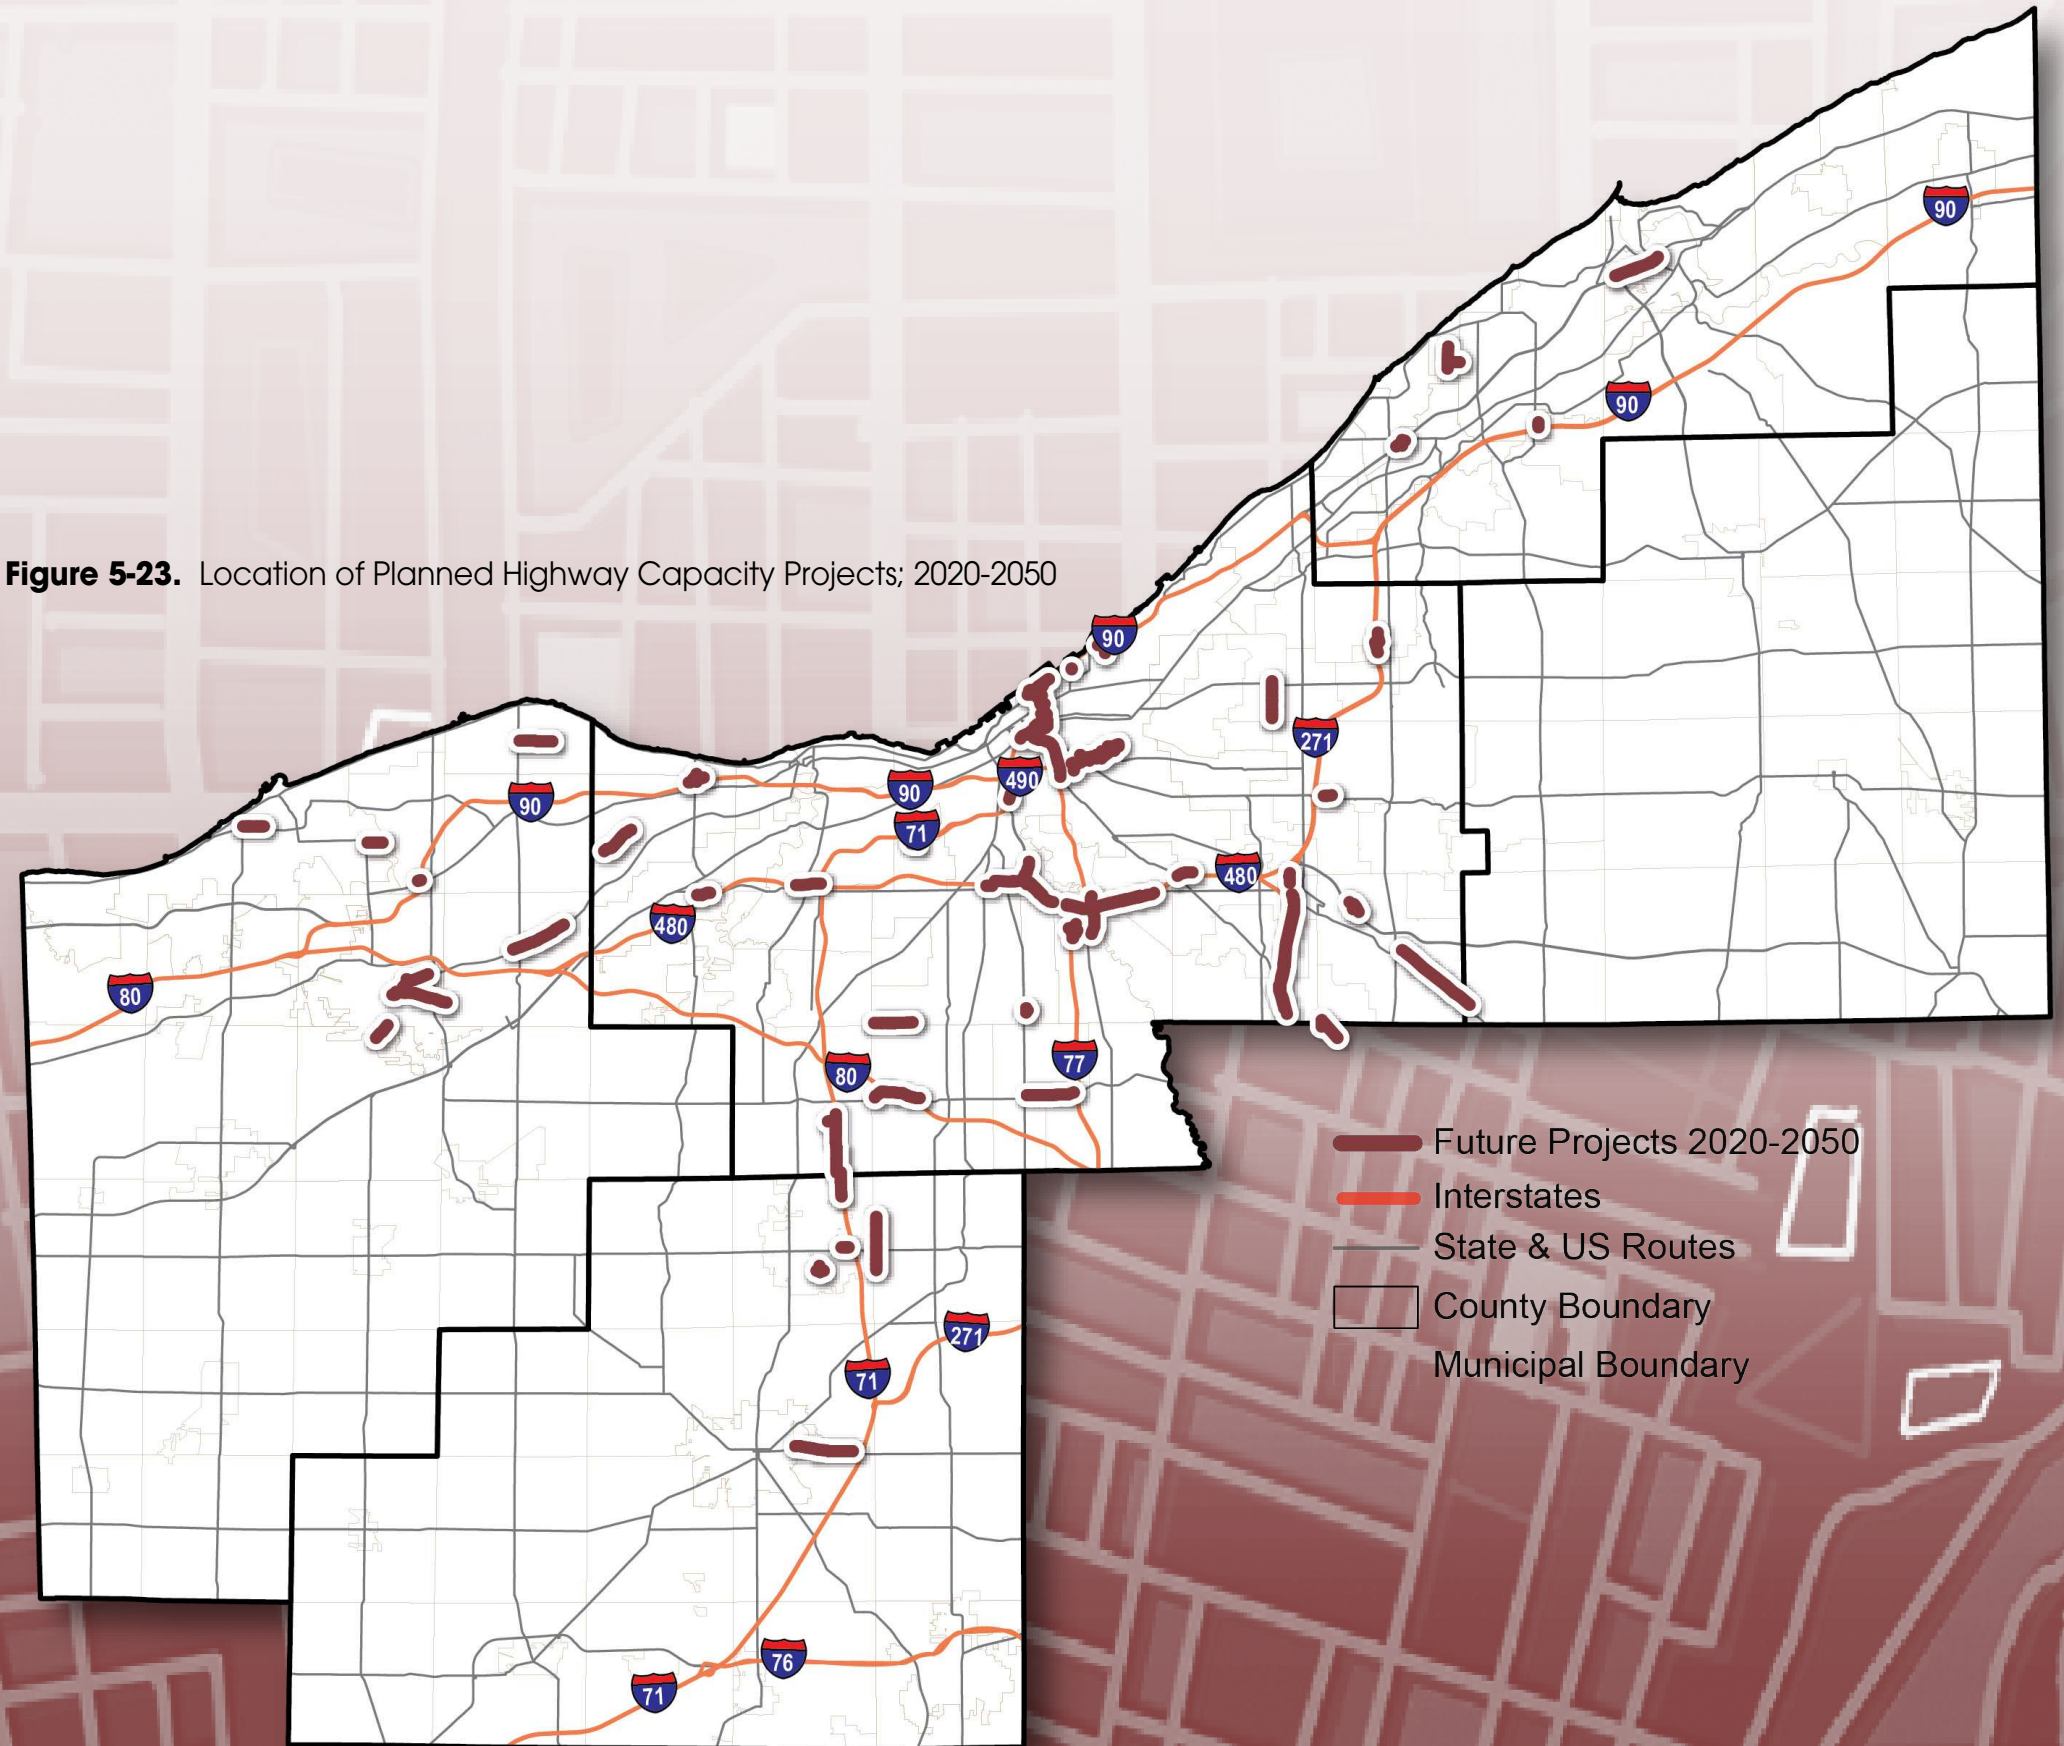 90
90
Figure 5-23. Location of Planned Highway Capacity Projects; 2020-2050
90
271
490
90
90
71
480
480
80
80
77
Future Projects 2020-2050
Interstates
State & US Routes
County Boundary
Municipal Boundary
271
71
76
71